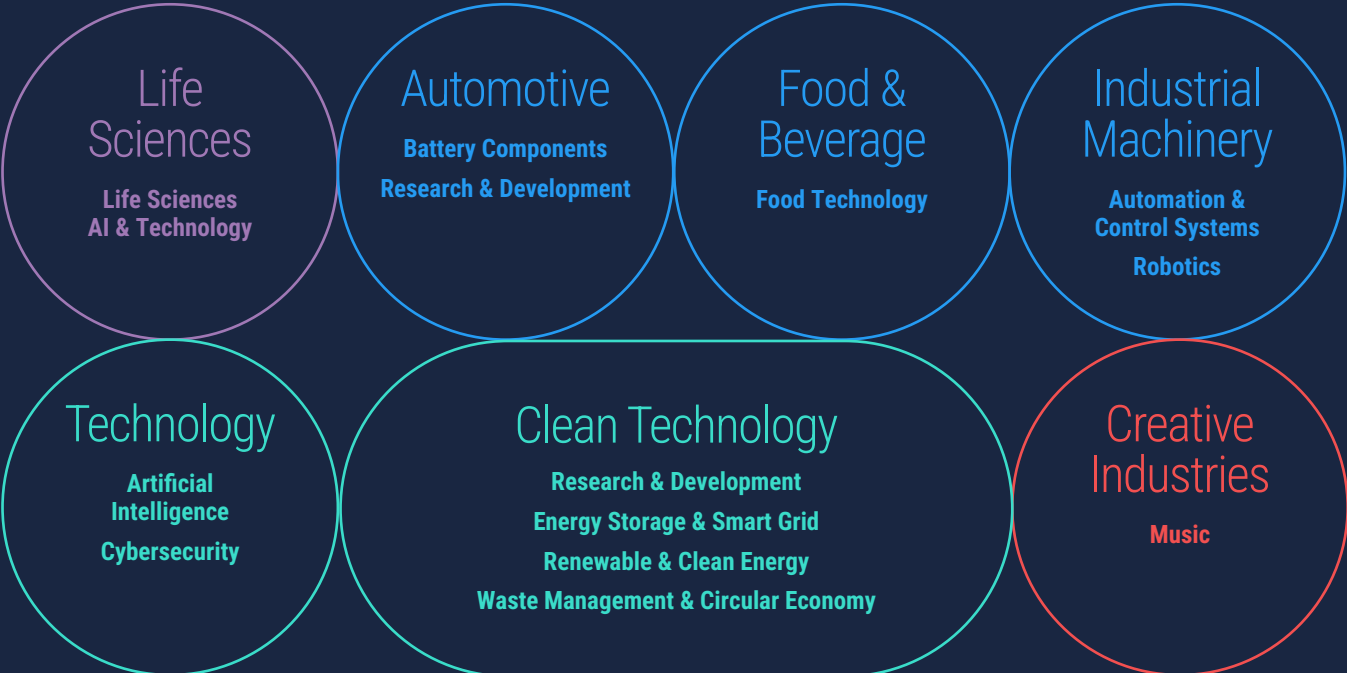 Life
Sciences
Life Sciences
AI & Technology
Automotive
Battery Components
Research & Development
Food &
Beverage
Food Technology
Industrial
Machinery
Automation &
Control Systems
Robotics
Technology
Artificial
Intelligence
Cybersecurity
Clean Technology
Research & Development
Energy Storage & Smart Grid
Renewable & Clean Energy
Waste Management & Circular Economy
Creative
Industries
Music